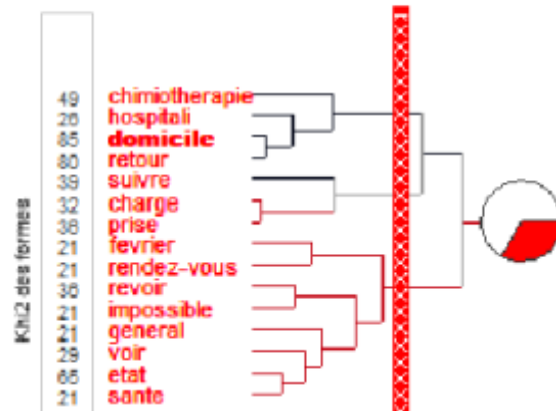 Khi2 des formes
49 chimiotherapie
26 hospitali
85 domicile
80 retour
39 suivre
32 charge
38 prise
21 fevrier
21 rendez-vous
36 revoir
21 impossible
21 general
29 voir
65 etat
21 sante